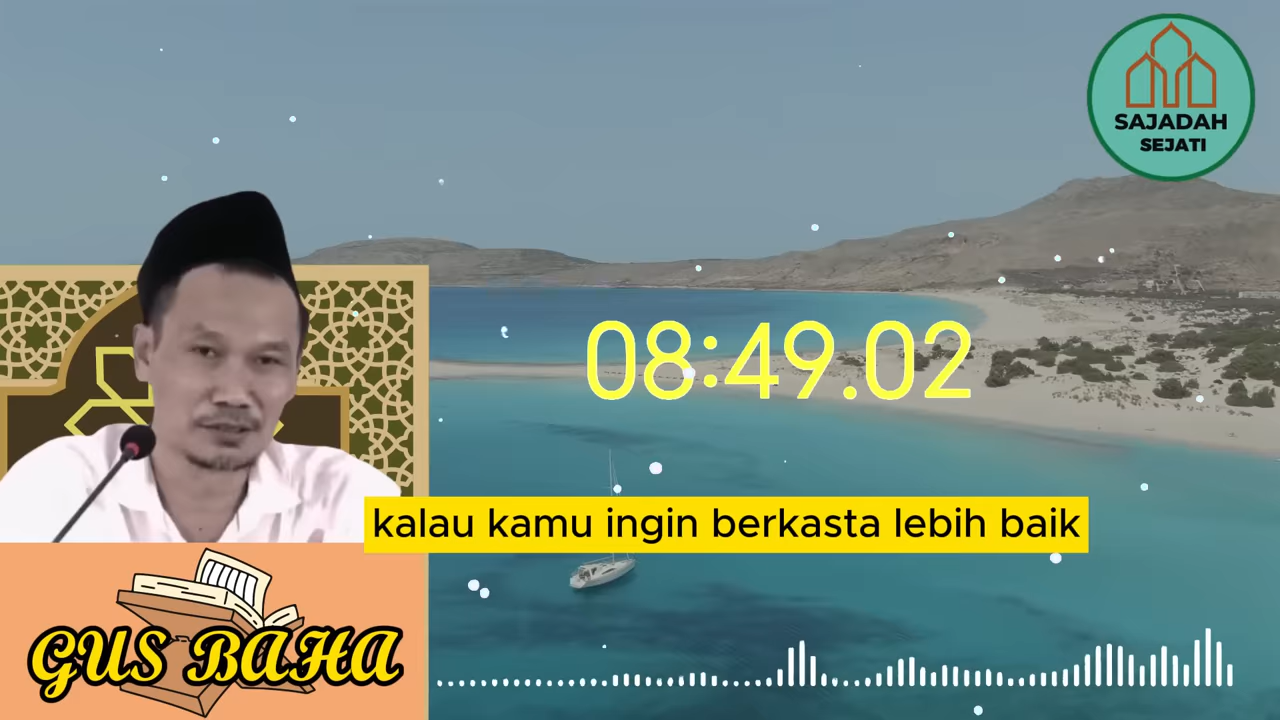 SAJADAH
SEJATI
08:49.02
kalau kamu ingin berkasta lebih baik
GUS BAHA